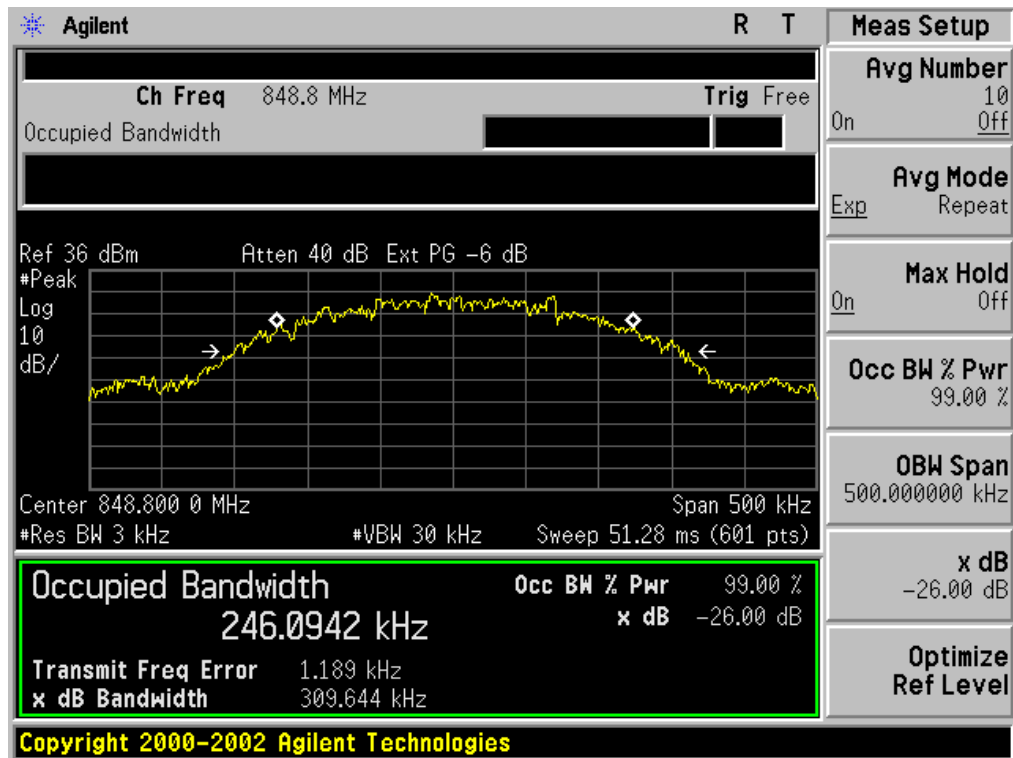 Agilent R T
Ch Freq 848.8 MHz Trig Free
Occupied Bandwidth
Ref 36 dBm Atten 40 dB Ext PG -6 dB
#Peak
Log
10
dB/
Center 848.800 0 MHz Span 500 kHz
#Res BW 3 kHz #VBW 30 kHz Sweep 51.28 ms (601 pts)
Occupied Bandwidth Occ BW % Pwr 99.00 %
246.0942 kHz x dB -26.00 dB
Transmit Freq Error 1.189 kHz
x dB Bandwidth 309.644 kHz
Copyright 2000-2002 Agilent Technologies
Meas Setup
Avg Number
10
On Off
Avg Mode
Exp Repeat
Max Hold
On Off
Occ BW % Pwr
99.00 %
OBW Span
500.000000 kHz
x dB
-26.00 dB
Optimize
Ref Level